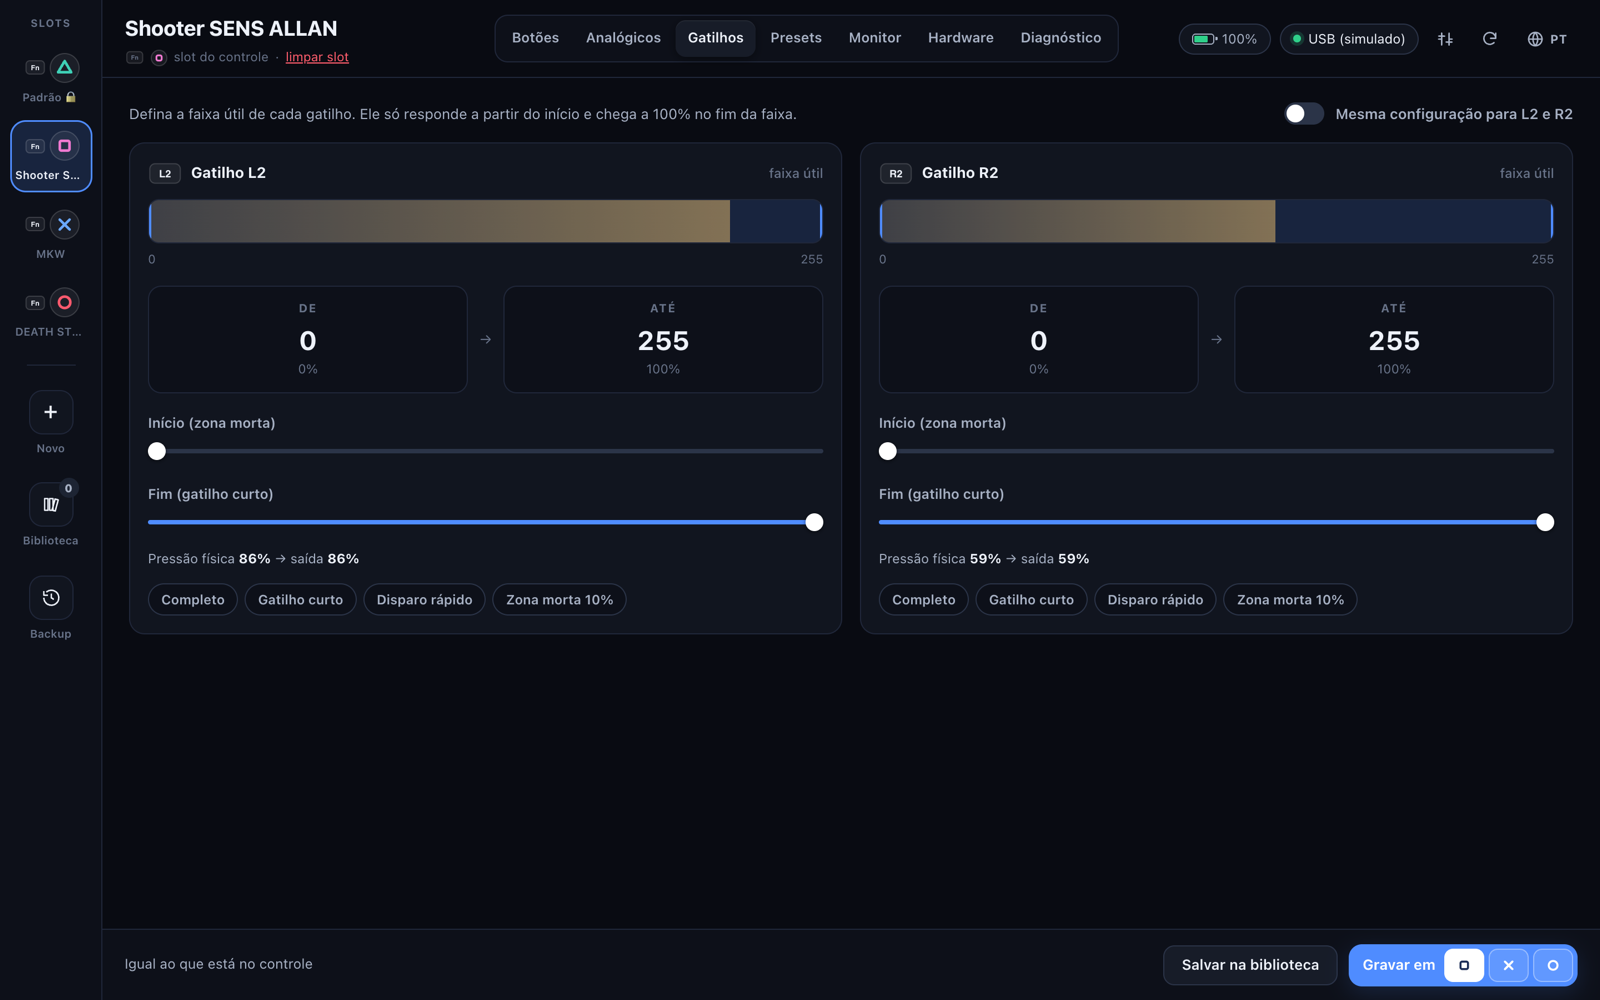 SLOTS
Fn
Padrão
Fn
Shooter S...
Fn
MKW
Fn
DEATH ST...
Novo
0
Biblioteca
Backup
Shooter SENS ALLAN
Fn slot do controle · limpar slot
Botões Analógicos Gatilhos Presets Monitor Hardware Diagnóstico
100% USB (simulado) PT
Defina a faixa útil de cada gatilho. Ele só responde a partir do início e chega a 100% no fim da faixa.
Mesma configuração para L2 e R2
L2 Gatilho L2 faixa útil
0 255
DE
0
0%
→
ATÉ
255
100%
Início (zona morta)
Fim (gatilho curto)
Pressão física 86% → saída 86%
Completo Gatilho curto Disparo rápido Zona morta 10%
R2 Gatilho R2 faixa útil
0 255
DE
0
0%
→
ATÉ
255
100%
Início (zona morta)
Fim (gatilho curto)
Pressão física 59% → saída 59%
Completo Gatilho curto Disparo rápido Zona morta 10%
Igual ao que está no controle
Salvar na biblioteca
Gravar em